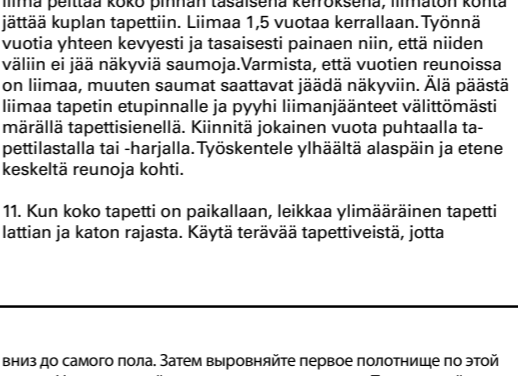 liima peittää koko pinnan tasaisena kerroksena, liimaton kohta
jättää kuplan tapettiin. Liimaa 1,5 vuotaa kerrallaan. Työnnä
vuotia yhteen kevyesti ja tasaisesti painaen niin, että niiden
väliin ei jää näkyviä saumoja. Varmista, että vuotien reunoissa
on liimaa, muuten saumat saattavat jäädä näkyviin. Älä päästä
liimaa tapetin etupinnalle ja pyyhi liimanjäänteet välittömästi
märällä tapettisienellä. Kiinnitä jokainen vuota puhtaalla ta-
pettilastalla tai -harjalla. Työskentele ylhäältä alaspäin ja etene
keskeltä reunoja kohti.
11. Kun koko tapetti on paikallaan, leikkaa ylimääräinen tapetti
lattian ja katon rajasta. Käytä terävää tapettiveistä, jotta
вниз до самого пола. Затем выровняйте первое полотнище по этой